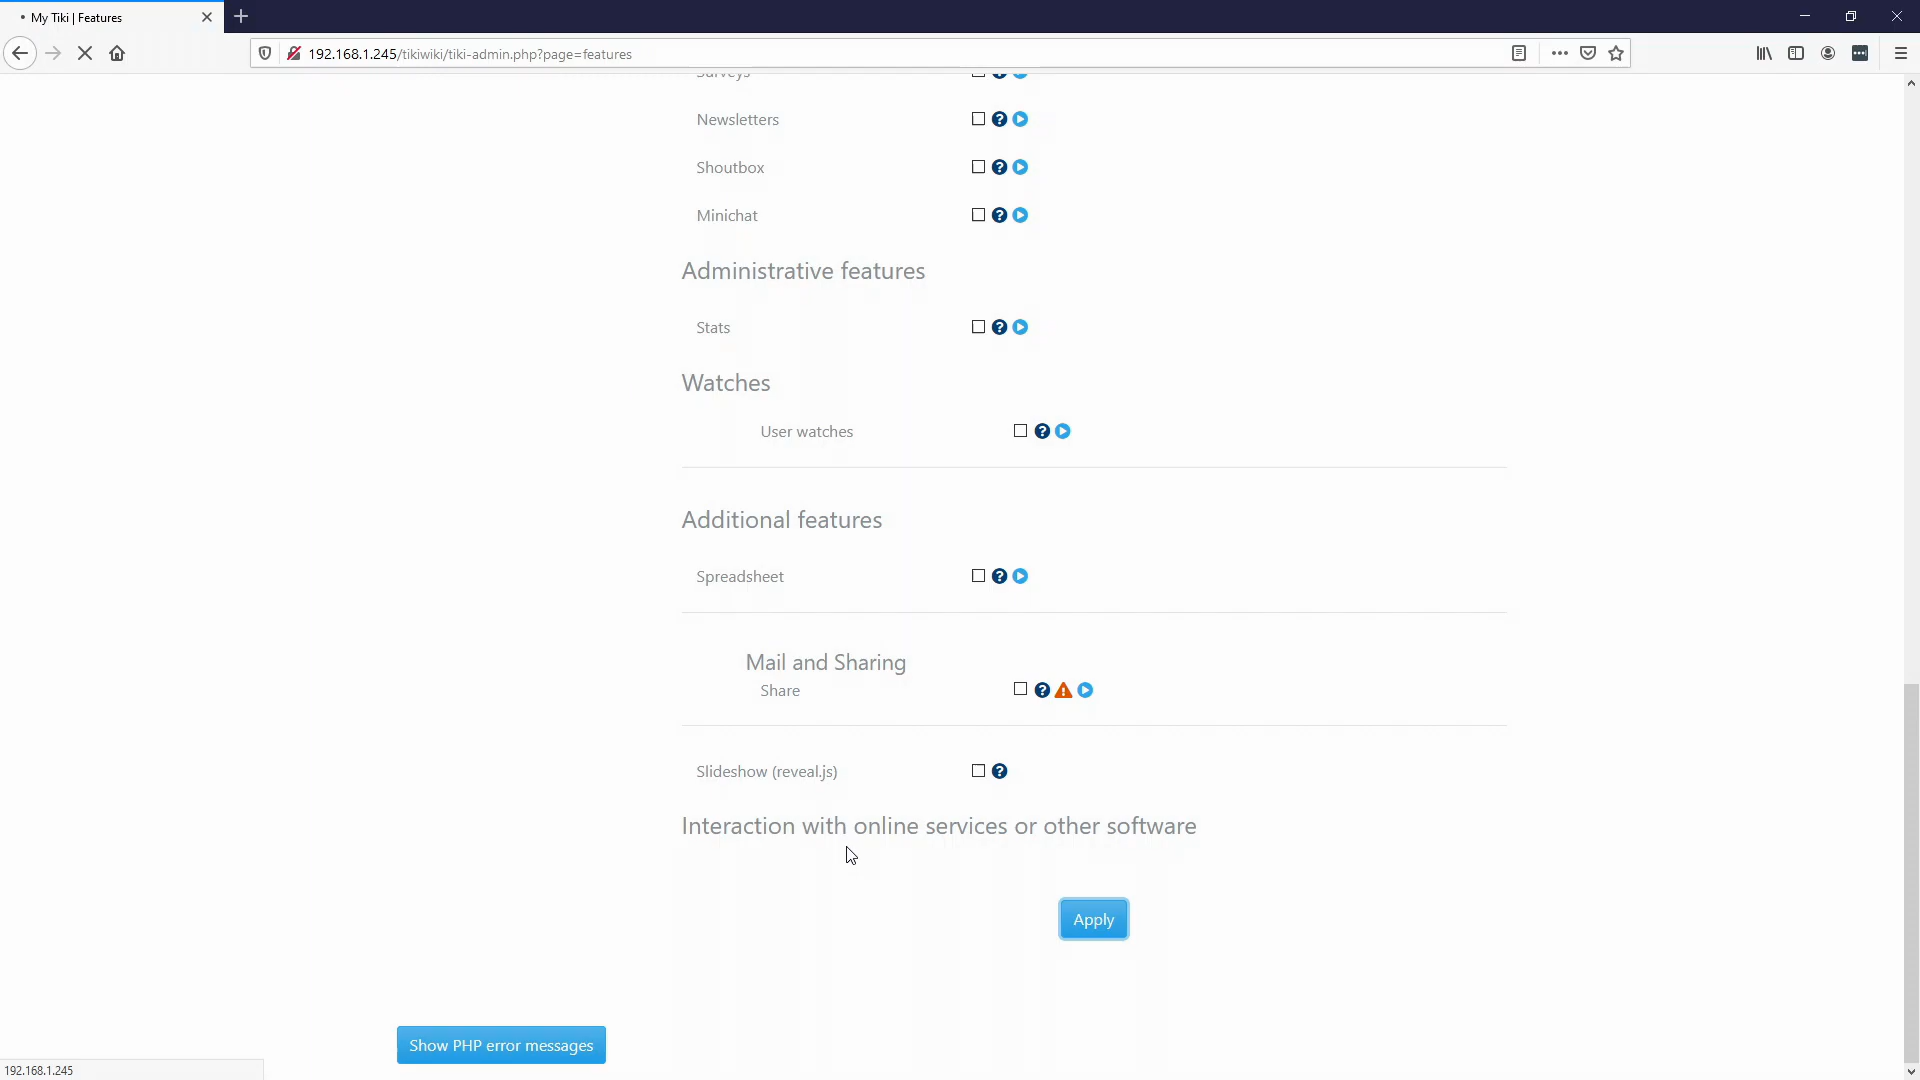 My Tiki | Features
192.168.1.245/tikiwiki/tiki-admin.php?page=features
Surveys
Newsletters
Shoutbox
Minichat
Administrative features
Stats
Watches
User watches
Additional features
Spreadsheet
Mail and Sharing
Share
Slideshow (reveal.js)
Interaction with online services or other software
Apply
Show PHP error messages
192.168.1.245